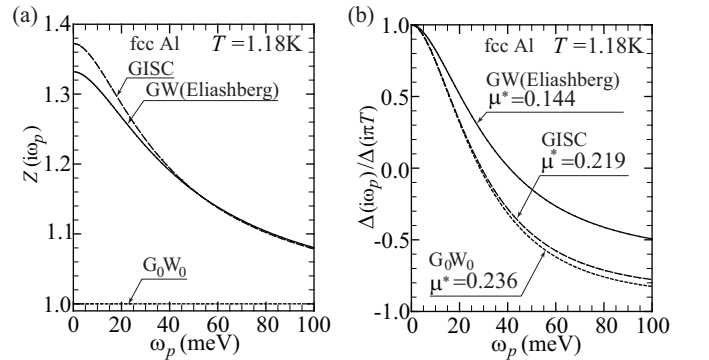 (a)
fcc Al T =1.18K
GISC
GW(Eliashberg)
G₀W₀
Z(iωₚ)
1.4
1.3
1.2
1.1
1.0
0 20 40 60 80 100
ωₚ (meV)
(b)
fcc Al T =1.18K
GW(Eliashberg)
μ*=0.144
GISC
μ*=0.219
G₀W₀
μ*=0.236
Δ(iωₚ)/Δ(iπT)
1.0
0.5
0.0
-0.5
-1.0
0 20 40 60 80 100
ωₚ (meV)